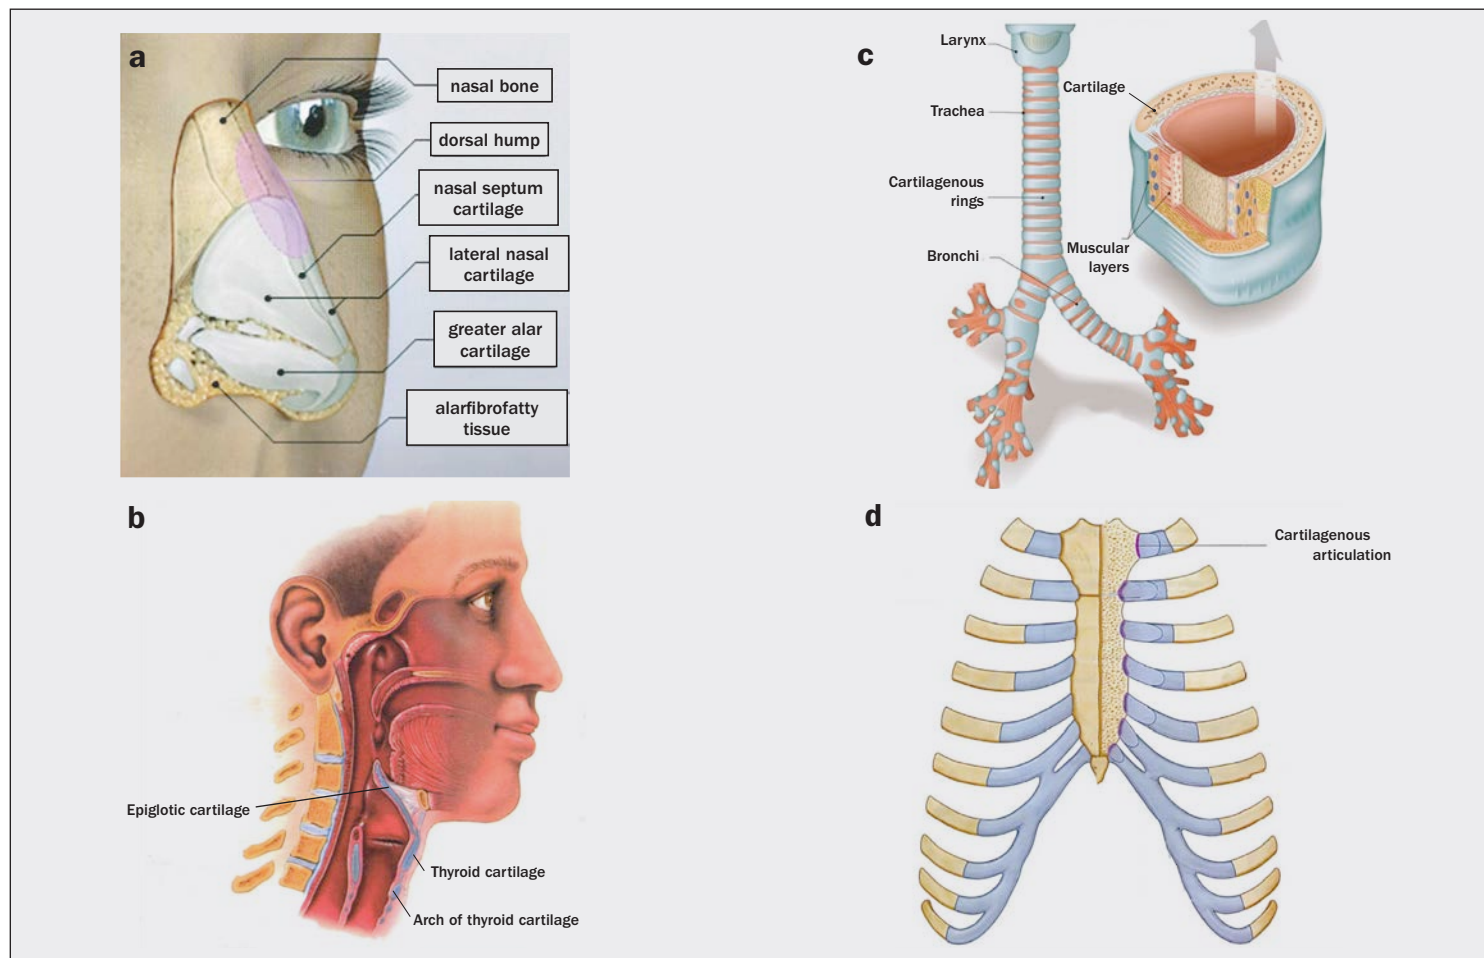 a
nasal bone
dorsal hump
nasal septum
cartilage
lateral nasal
cartilage
greater alar
cartilage
alarfibrofatty
tissue
c
Larynx
Trachea
Cartilagenous
rings
Bronchi
Cartilage
Muscular
layers
b
Epiglotic cartilage
Thyroid cartilage
Arch of thyroid cartilage
d
Cartilagenous
articulation